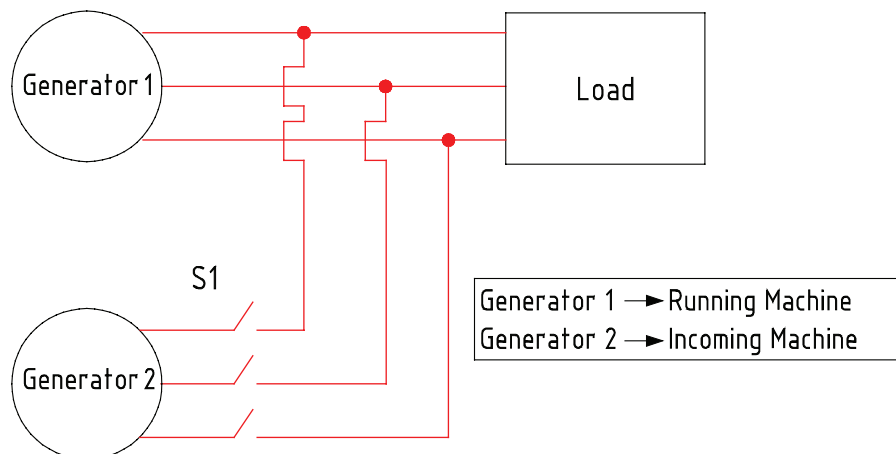 Generator 1
Load
S1
Generator 1 → Running Machine
Generator 2 → Incoming Machine
Generator 2